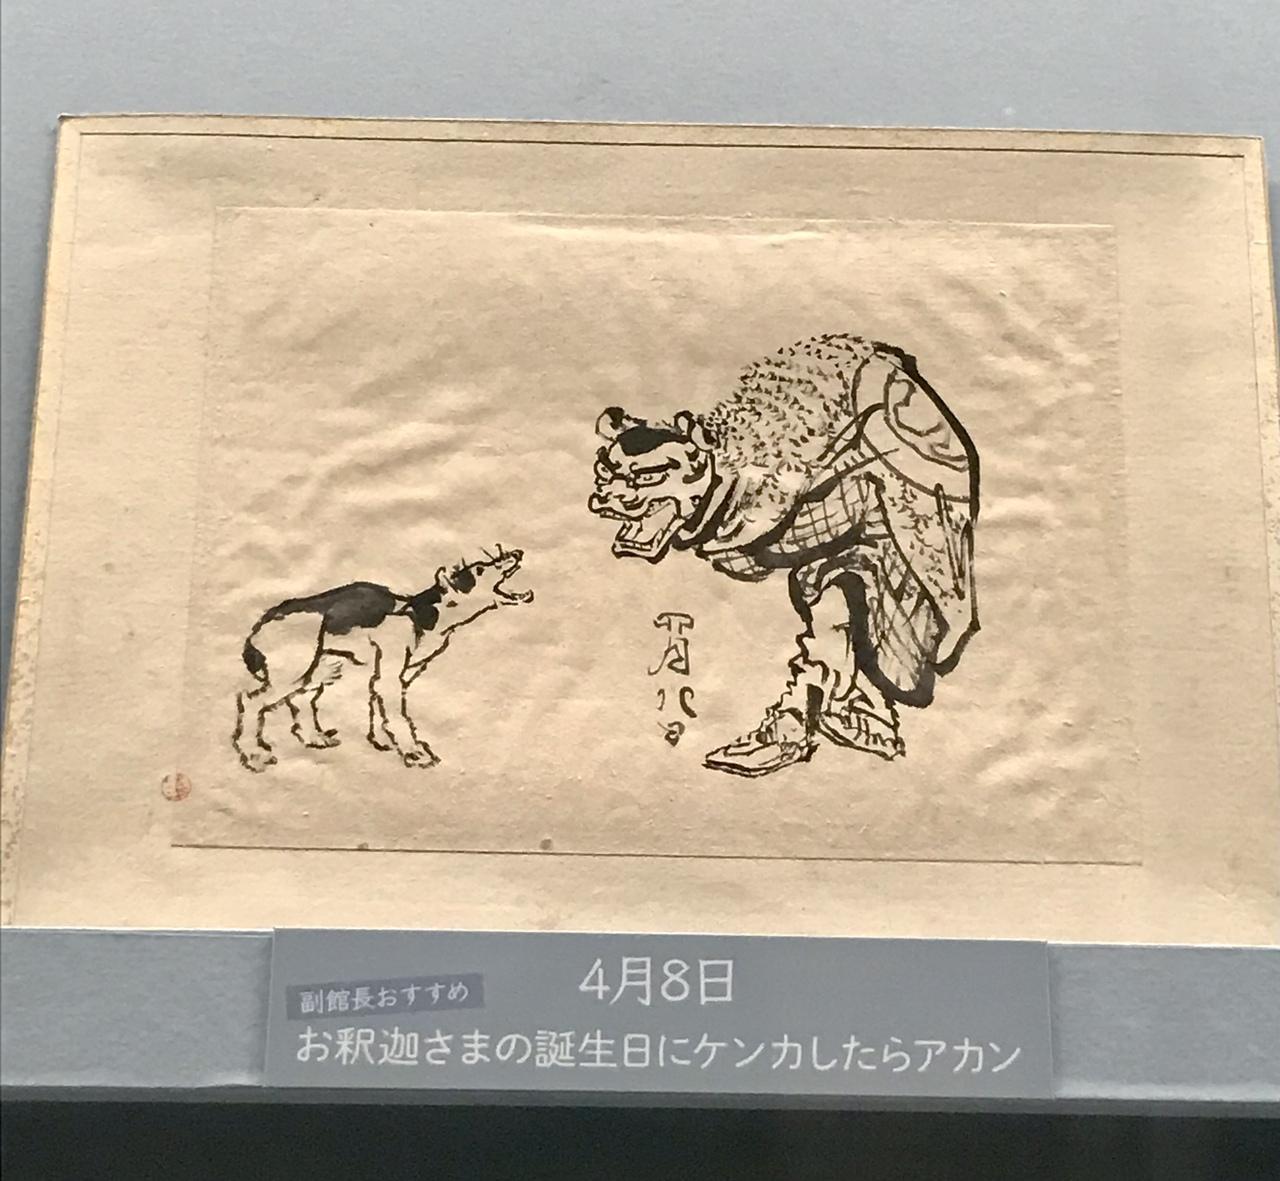 四月八日
4月8日
副館長おすすめ
お釈迦さまの誕生日にケンカしたらアカン